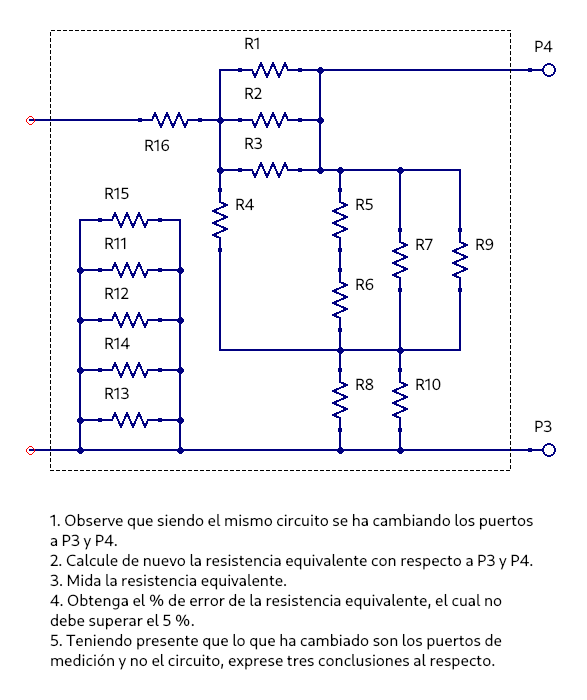 R1
P4
R2
R3
R16
R15
R4
R5
R11
R7
R9
R12
R6
R14
R13
R8
R10
P3
1. Observe que siendo el mismo circuito se ha cambiando los puertos
a P3 y P4.
2. Calcule de nuevo la resistencia equivalente con respecto a P3 y P4.
3. Mida la resistencia equivalente.
4. Obtenga el % de error de la resistencia equivalente, el cual no
debe superar el 5 %.
5. Teniendo presente que lo que ha cambiado son los puertos de
medición y no el circuito, exprese tres conclusiones al respecto.